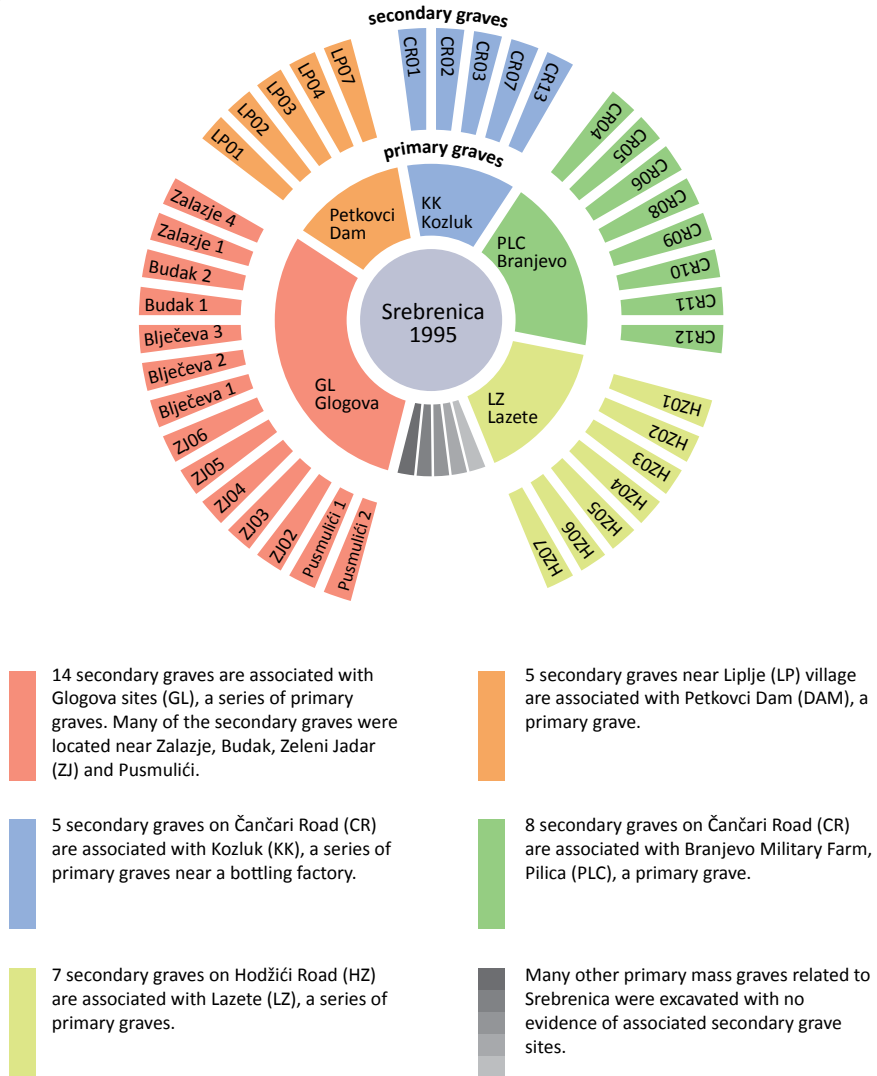 secondary graves
LP01
LP02
LP03
LP04
LP07
CR01
CR02
CR03
CR07
CR13
CR04
CR05
CR06
CR08
CR09
CR10
CR11
CR12
HZ01
HZ02
HZ03
HZ04
HZ05
HZ06
HZ07
Zalazje 4
Zalazje 1
Budak 2
Budak 1
Blječeva 3
Blječeva 2
Blječeva 1
ZJ06
ZJ05
ZJ04
ZJ03
ZJ02
Pusmulići 1
Pusmulići 2
primary graves
Petkovci
Dam
KK
Kozluk
PLC
Branjevo
GL
Glogova
LZ
Lazete
Srebrenica
1995
14 secondary graves are associated with
Glogova sites (GL), a series of primary
graves. Many of the secondary graves were
located near Zalazje, Budak, Zeleni Jadar
(ZJ) and Pusmulići.
5 secondary graves near Liplje (LP) village
are associated with Petkovci Dam (DAM), a
primary grave.
5 secondary graves on Čančari Road (CR)
are associated with Kozluk (KK), a series of
primary graves near a bottling factory.
8 secondary graves on Čančari Road (CR)
are associated with Branjevo Military Farm,
Pilica (PLC), a primary grave.
7 secondary graves on Hodžići Road (HZ)
are associated with Lazete (LZ), a series of
primary graves.
Many other primary mass graves related to
Srebrenica were excavated with no
evidence of associated secondary grave
sites.